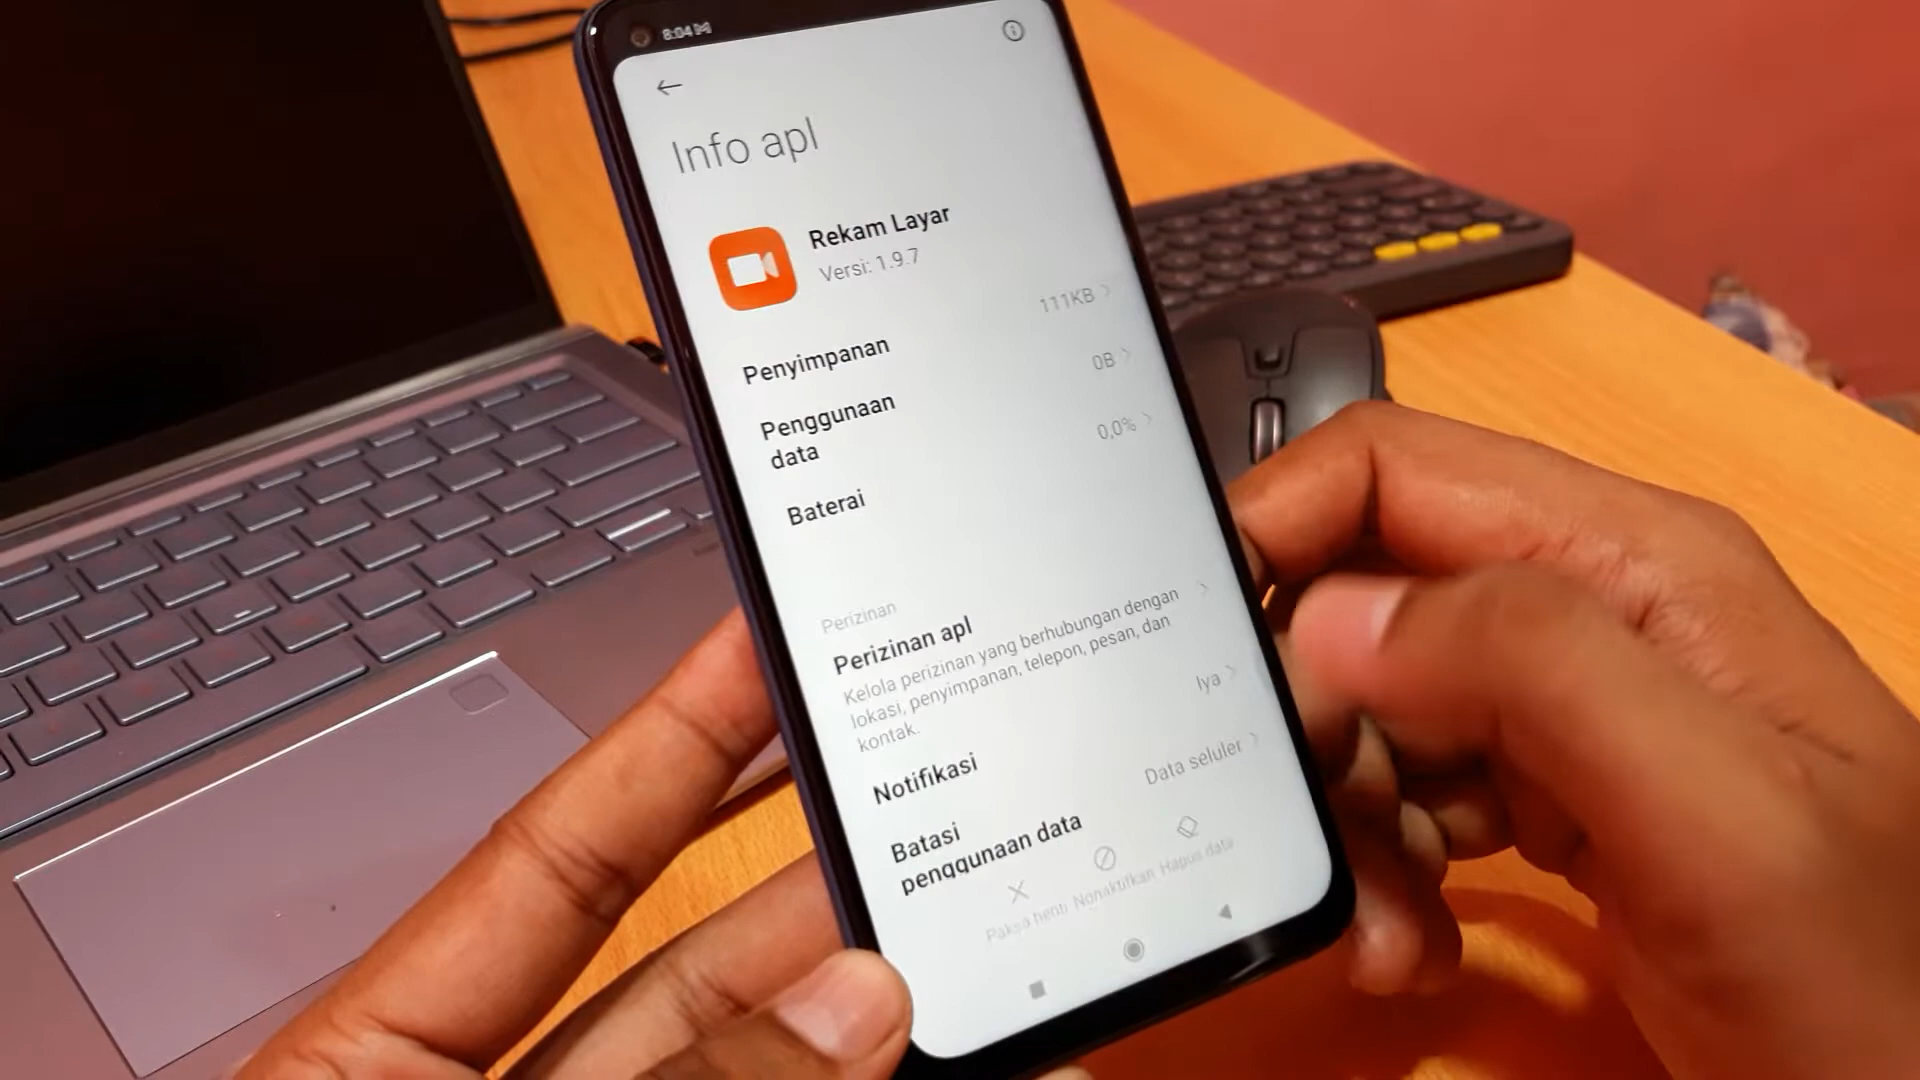 8:04
Info apl
Rekam Layar
Versi: 1.9.7
Penyimpanan
111KB
Penggunaan
data
0B
Baterai
0,0%
Perizinan
Perizinan apl
Kelola perizinan yang berhubungan dengan
lokasi, penyimpanan, telepon, pesan, dan
kontak.
Notifikasi
Iya
Batasi
penggunaan data
Data seluler
Paksa henti
Nonaktifkan
Hapus data